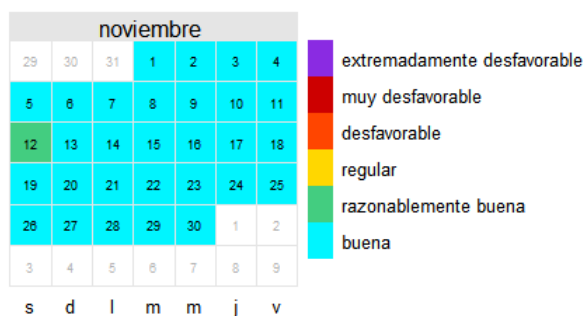 noviembre
29 30 31 1 2 3 4
5 6 7 8 9 10 11
12 13 14 15 16 17 18
19 20 21 22 23 24 25
26 27 28 29 30 1 2
3 4 5 6 7 8 9
s d l m m j v
extremadamente desfavorable
muy desfavorable
desfavorable
regular
razonablemente buena
buena